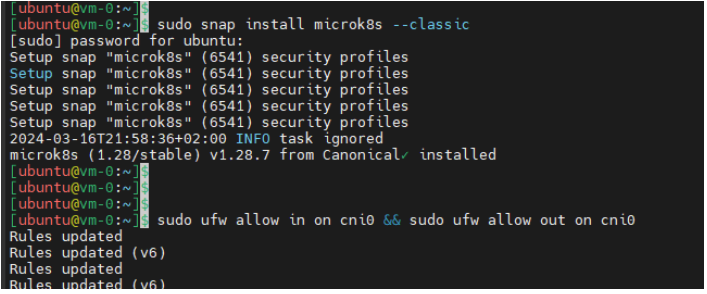 [ubuntu@vm-0:~]$
[ubuntu@vm-0:~]$ sudo snap install microk8s --classic
[sudo] password for ubuntu:
Setup snap "microk8s" (6541) security profiles
Setup snap "microk8s" (6541) security profiles
Setup snap "microk8s" (6541) security profiles
Setup snap "microk8s" (6541) security profiles
Setup snap "microk8s" (6541) security profiles
2024-03-16T21:58:36+02:00 INFO task ignored
microk8s (1.28/stable) v1.28.7 from Canonical✓ installed
[ubuntu@vm-0:~]$
[ubuntu@vm-0:~]$
[ubuntu@vm-0:~]$
[ubuntu@vm-0:~]$ sudo ufw allow in on cni0 && sudo ufw allow out on cni0
Rules updated
Rules updated (v6)
Rules updated
Rules updated (v6)